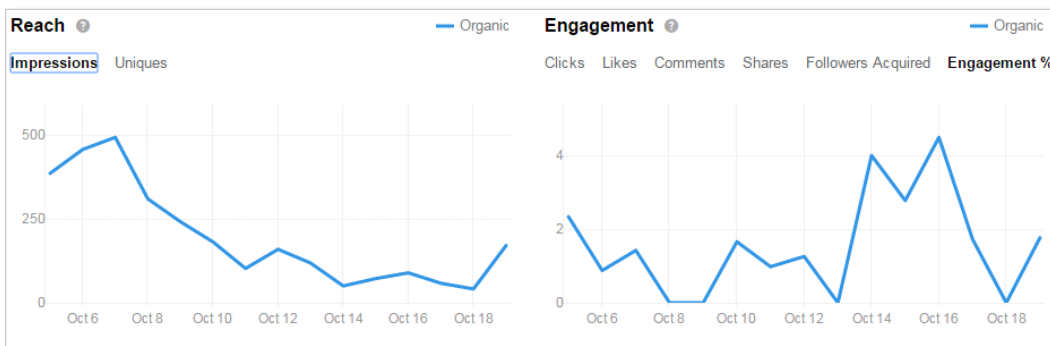 Reach ?
Organic
Impressions Uniques
500
250
0
Oct 6 Oct 8 Oct 10 Oct 12 Oct 14 Oct 16 Oct 18
Engagement ?
Organic
Clicks Likes Comments Shares Followers Acquired Engagement %
4
2
0
Oct 6 Oct 8 Oct 10 Oct 12 Oct 14 Oct 16 Oct 18